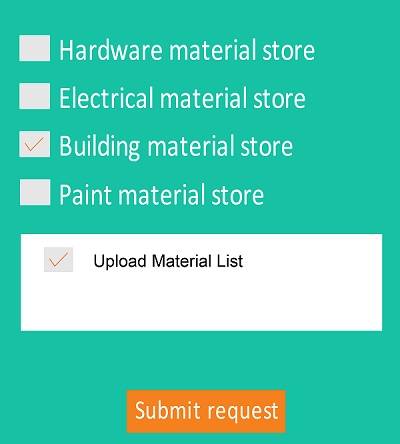 Hardware material store
Electrical material store
Building material store
Paint material store
Upload Material List
Submit request